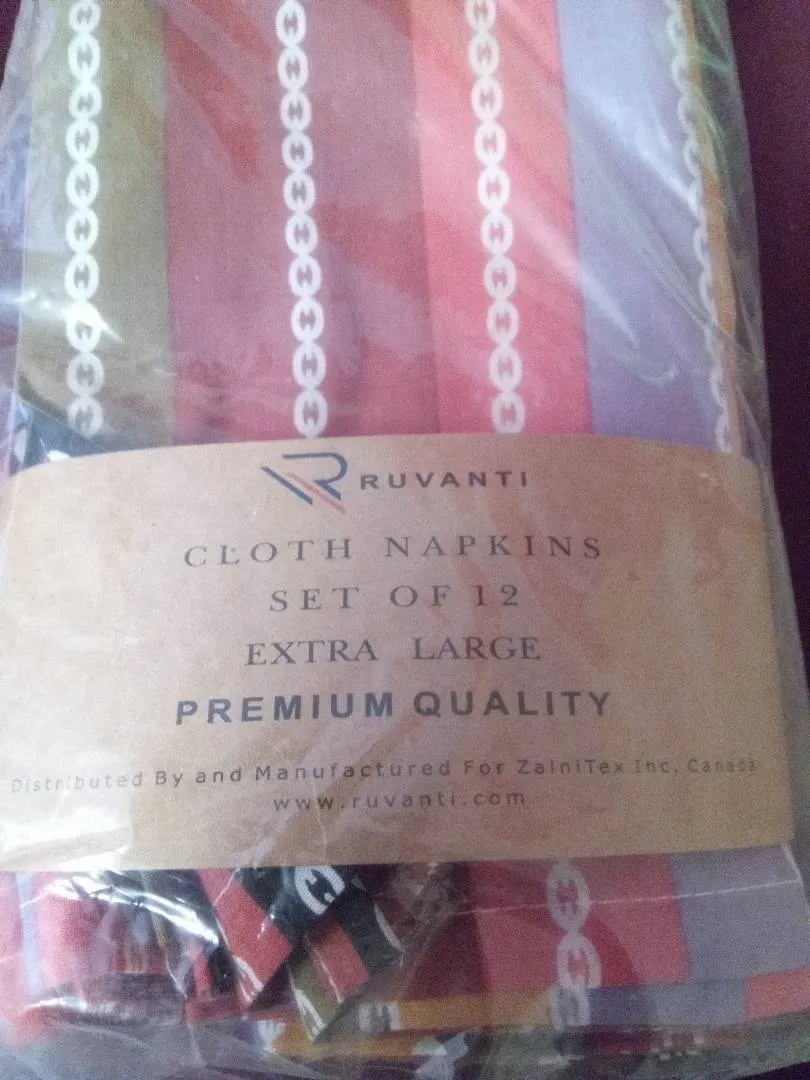 RUVANTI
CLOTH NAPKINS
SET OF 12
EXTRA LARGE
PREMIUM QUALITY
Distributed By and Manufactured For ZainiTex Inc, Canada
www.ruvanti.com